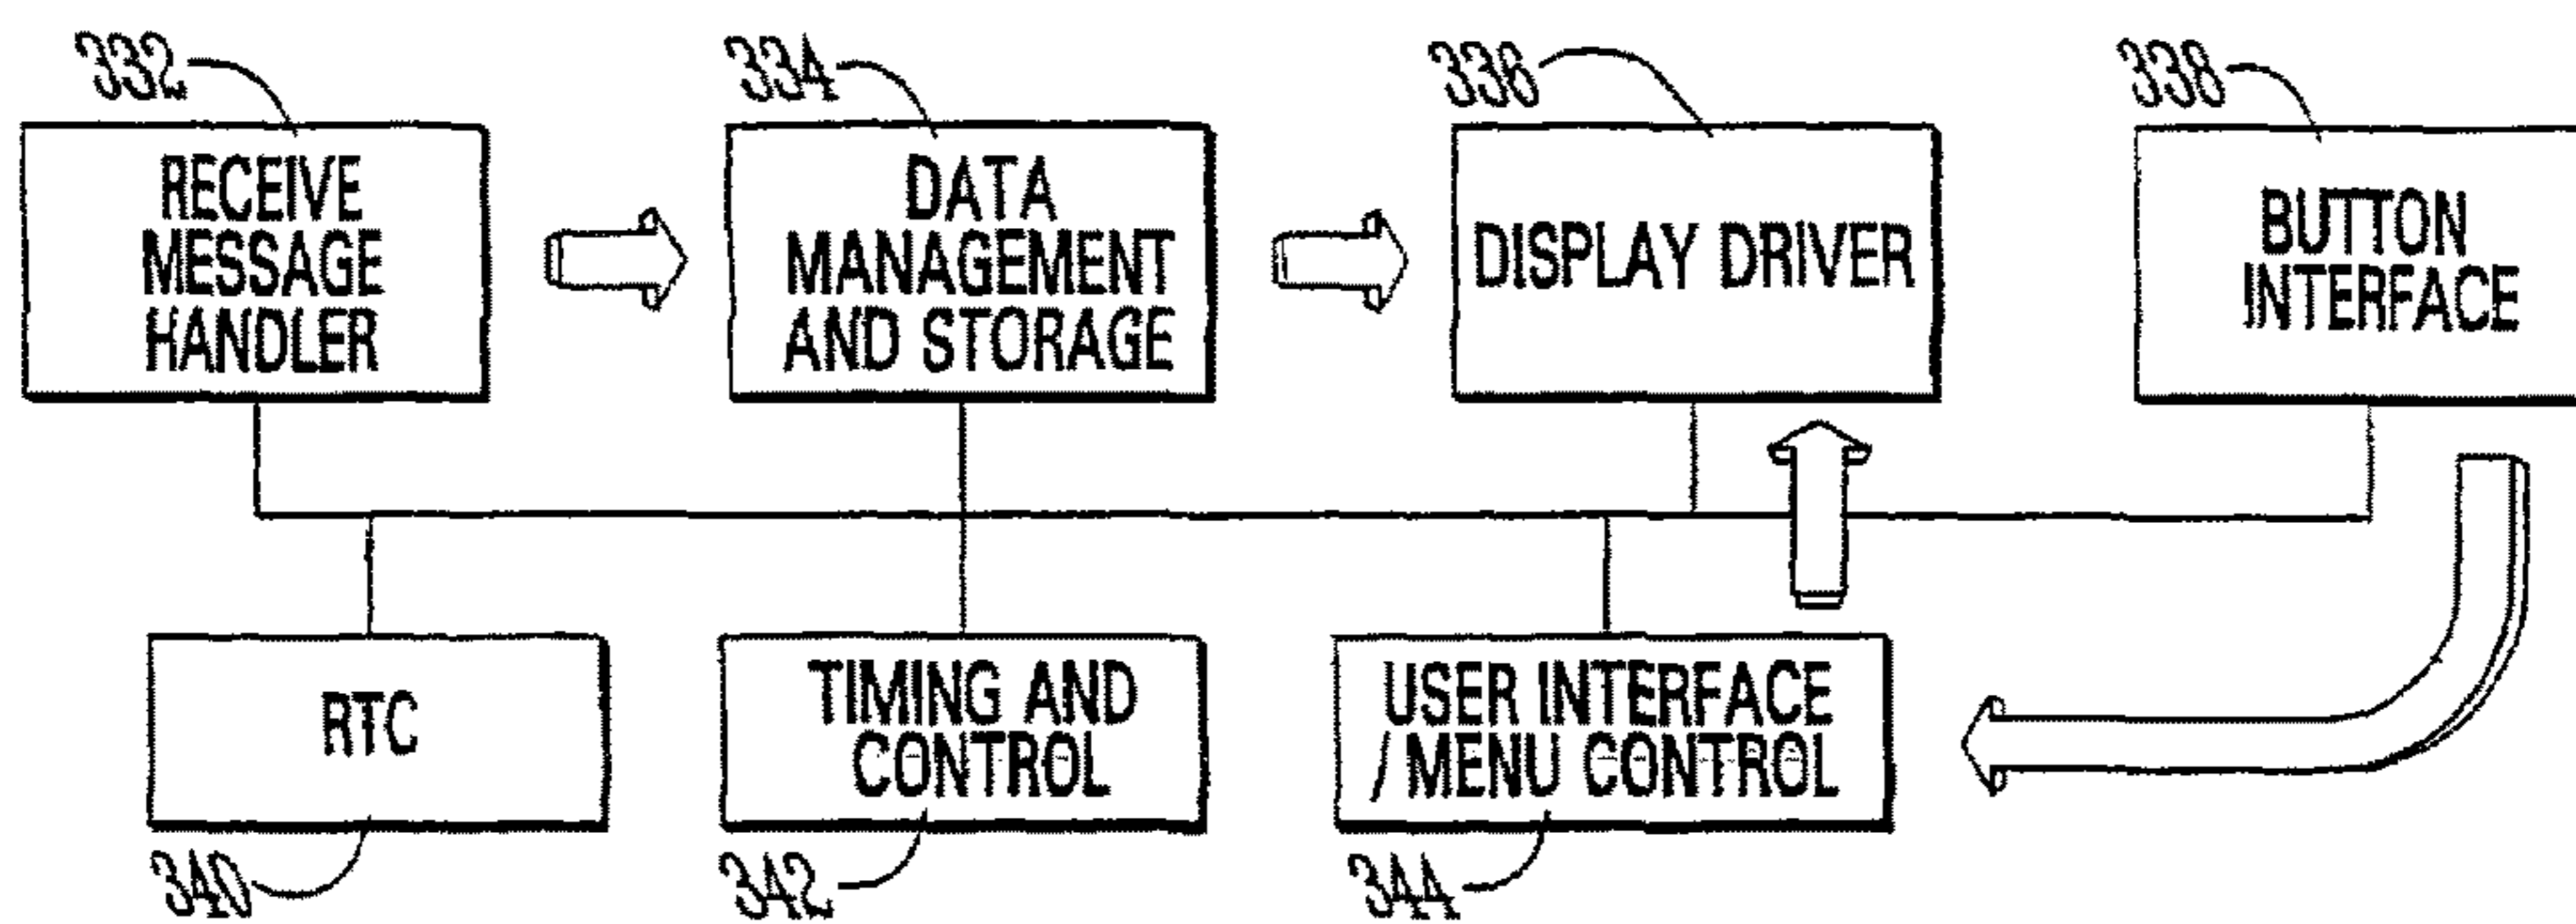 332
334
336
338
RECEIVE
MESSAGE
HANDLER
DATA
MANAGEMENT
AND STORAGE
DISPLAY DRIVER
BUTTON
INTERFACE
RTC
TIMING AND
CONTROL
USER INTERFACE
/ MENU CONTROL
340
342
344